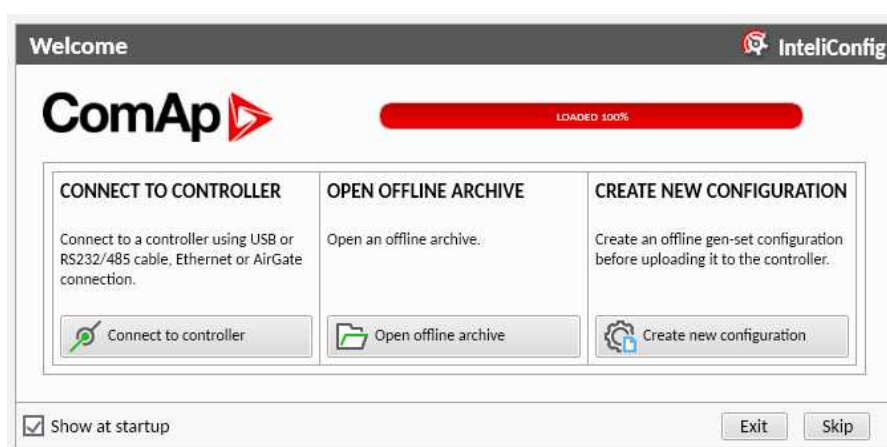 Welcome
InteliConfig
ComAp
LOADED 100%
CONNECT TO CONTROLLER
Connect to a controller using USB or
RS232/485 cable, Ethernet or AirGate
connection.
Connect to controller
OPEN OFFLINE ARCHIVE
Open an offline archive.
Open offline archive
CREATE NEW CONFIGURATION
Create an offline gen-set configuration
before uploading it to the controller.
Create new configuration
Show at startup
Exit
Skip